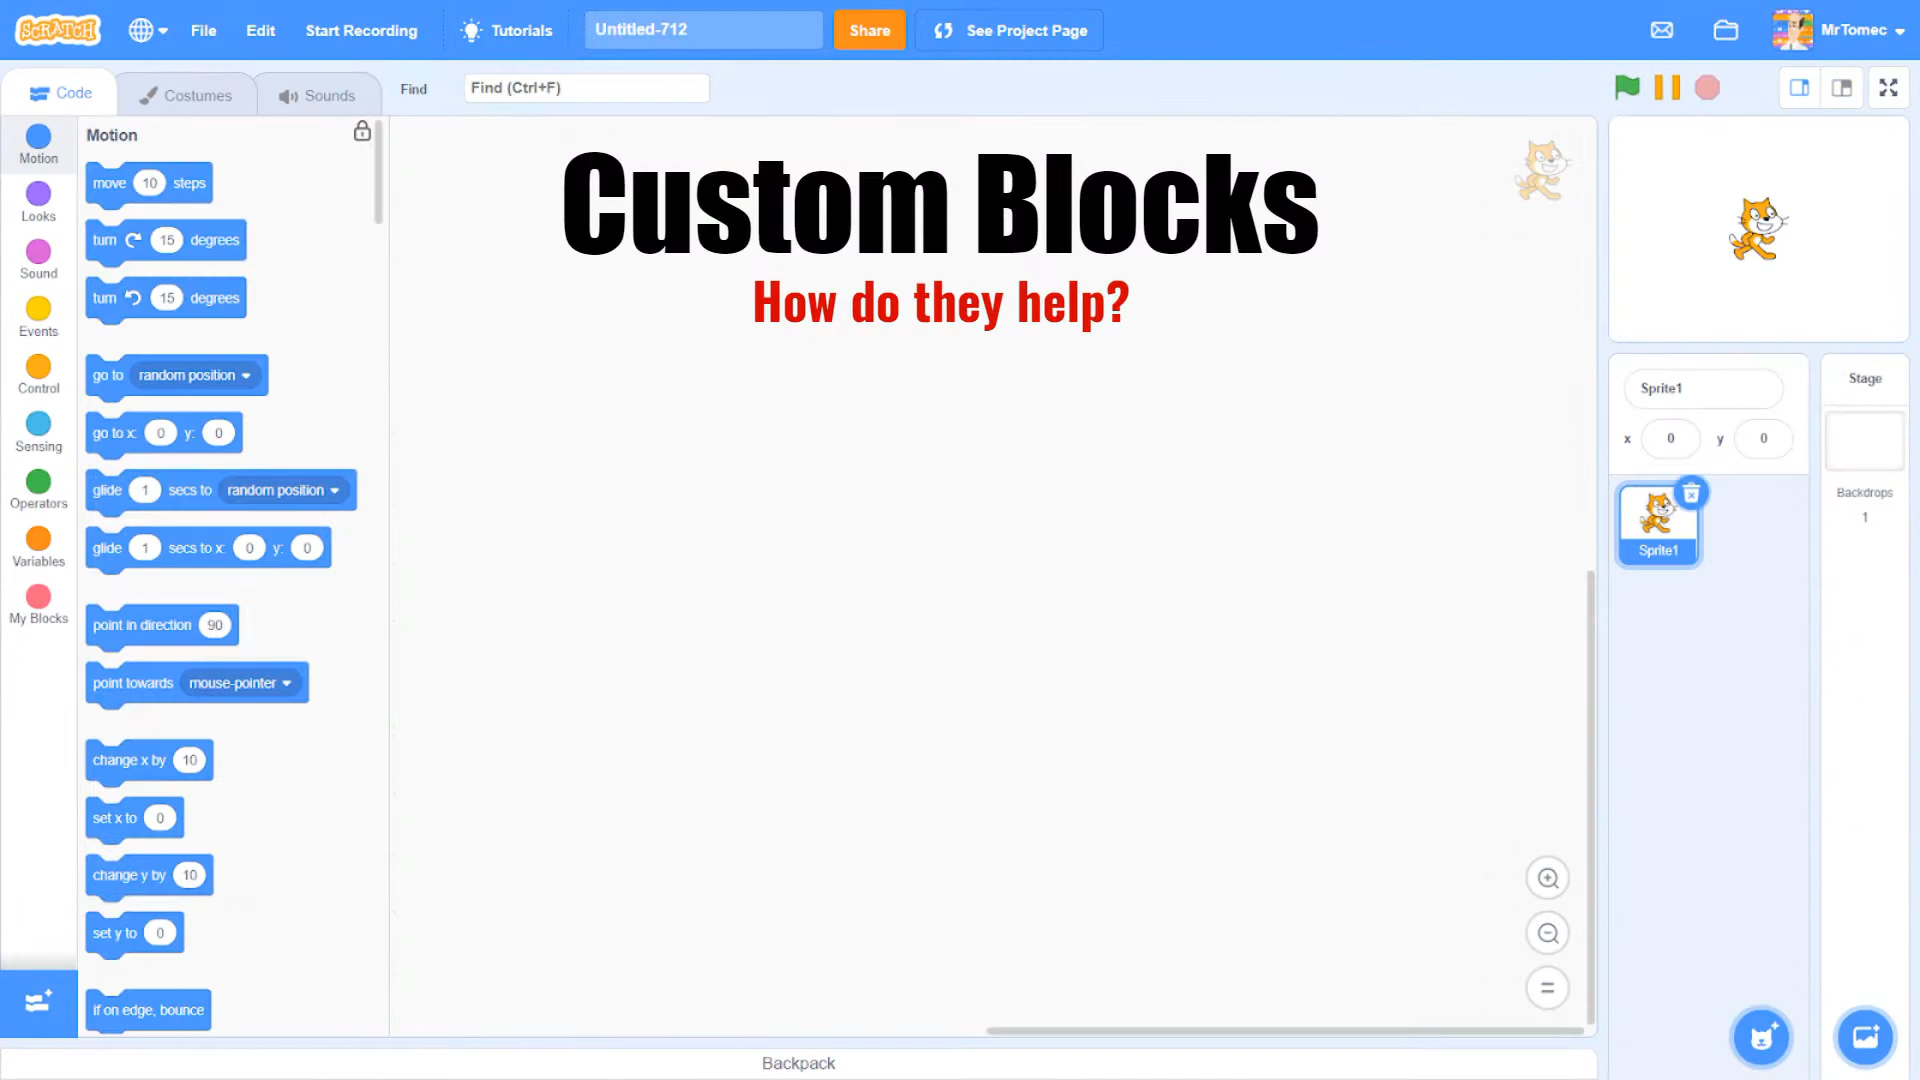 SCRATCH
File
Edit
Start Recording
Tutorials
Untitled-712
Share
See Project Page
MrTomec
Code
Costumes
Sounds
Find
Find (Ctrl+F)
Motion
Looks
Sound
Events
Control
Sensing
Operators
Variables
My Blocks
Motion
move 10 steps
turn 15 degrees
turn 15 degrees
go to random position
go to x: 0 y: 0
glide 1 secs to random position
glide 1 secs to x: 0 y: 0
point in direction 90
point towards mouse-pointer
change x by 10
set x to 0
change y by 10
set y to 0
if on edge, bounce
Custom Blocks
How do they help?
Sprite1
x 0 y 0
Sprite1
Stage
Backdrops
1
Backpack